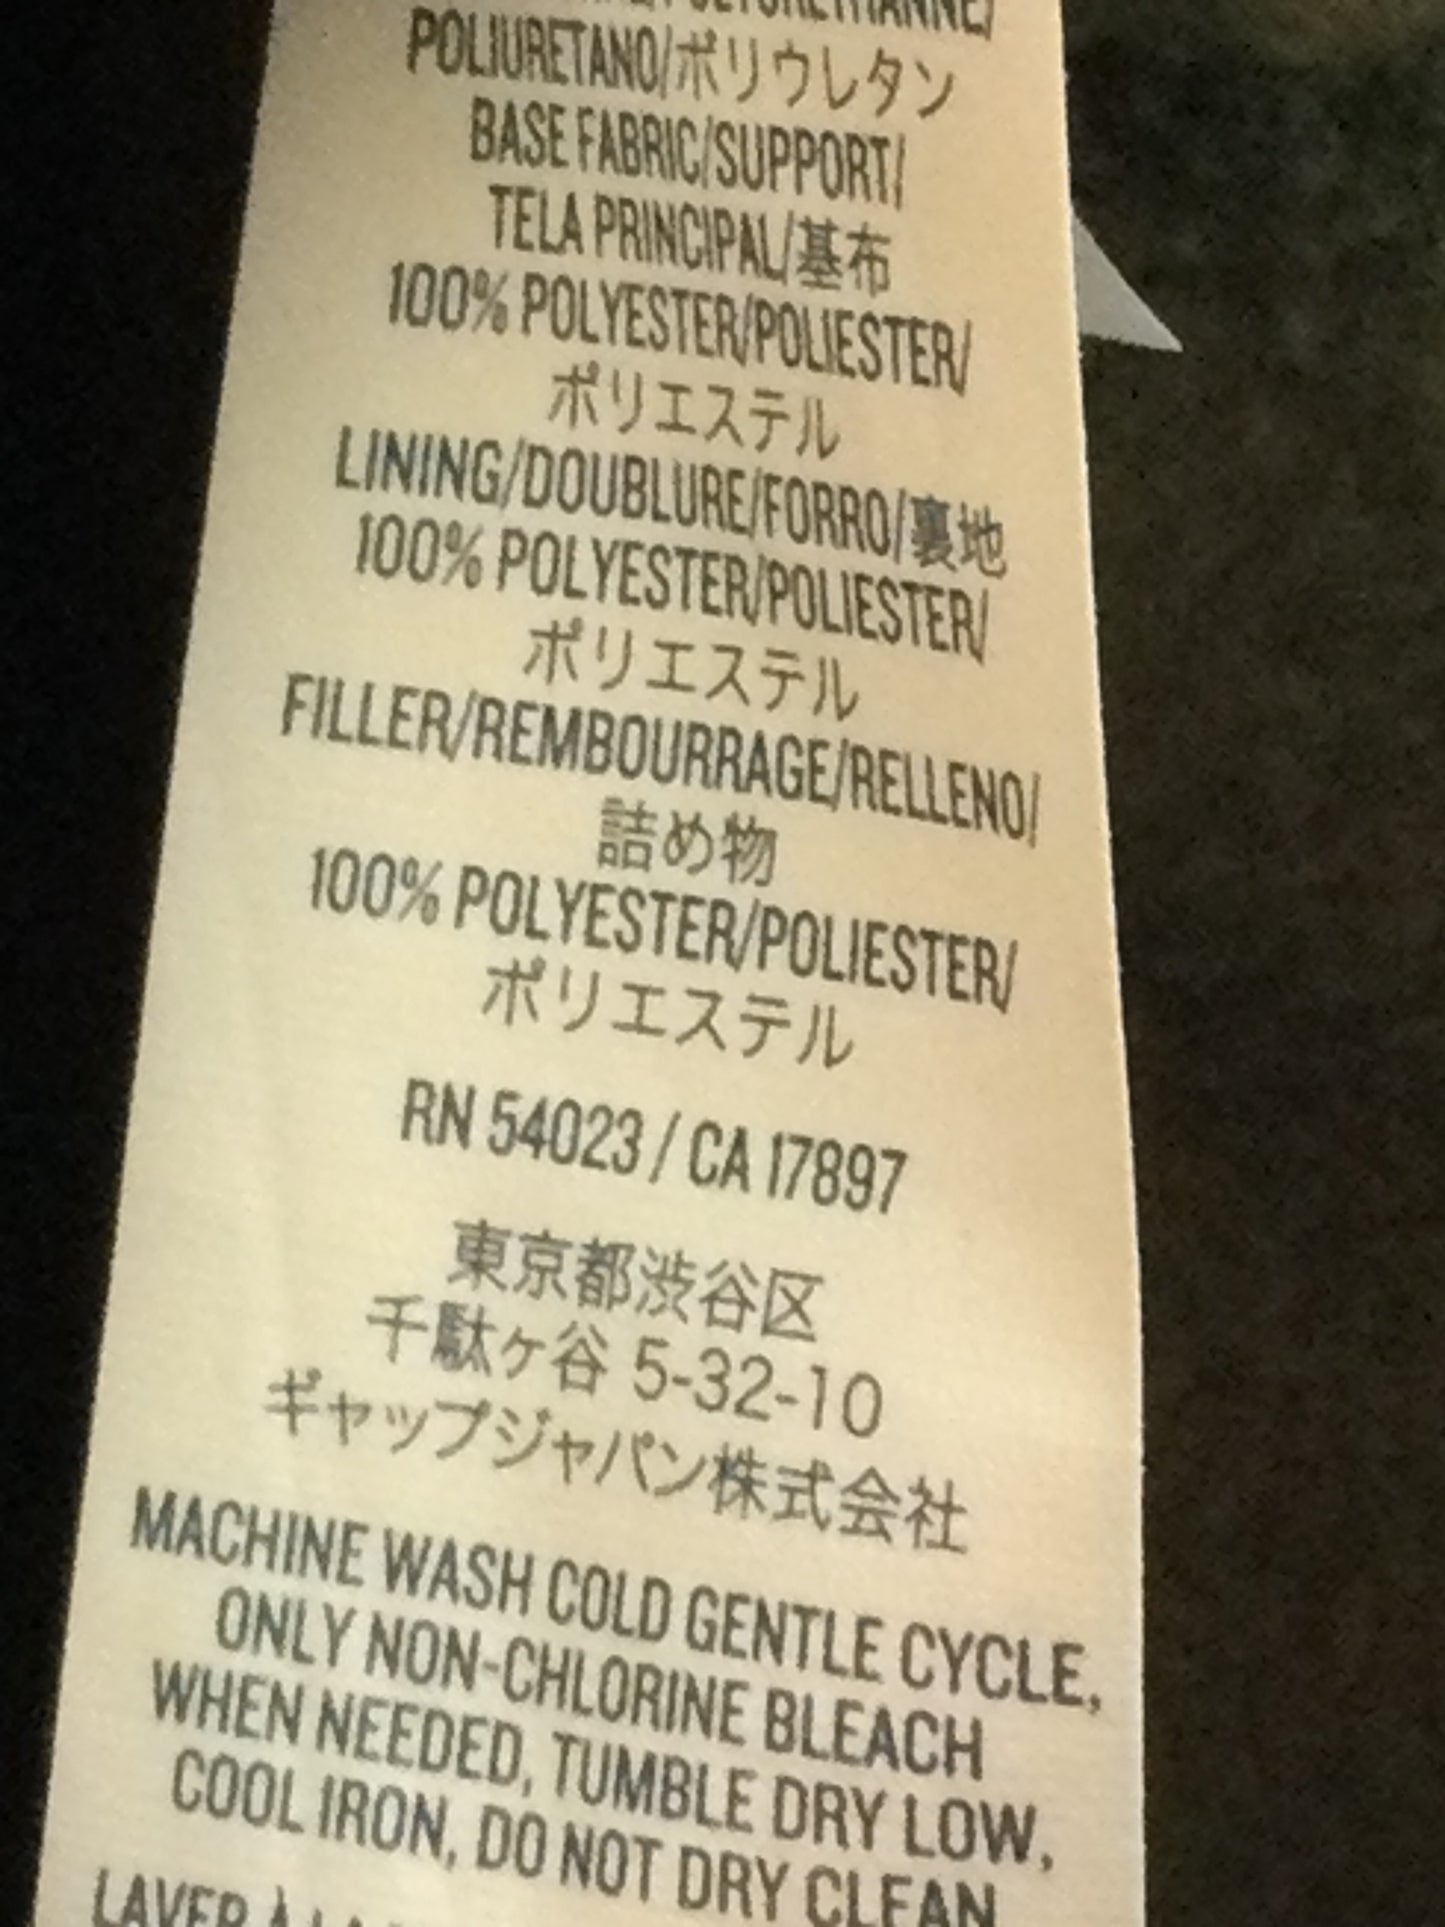 POLYURETHANNE/
POLIURETANO/ポリウレタン
BASE FABRIC/SUPPORT/
TELA PRINCIPAL/基布
100% POLYESTER/POLIESTER/
ポリエステル
LINING/DOUBLURE/FORRO/裏地
100% POLYESTER/POLIESTER/
ポリエステル
FILLER/REMBOURRAGE/RELLENO/
詰め物
100% POLYESTER/POLIESTER/
ポリエステル
RN 54023 / CA 17897
東京都渋谷区
千駄ヶ谷 5-32-10
ギャップジャパン株式会社
MACHINE WASH COLD GENTLE CYCLE,
ONLY NON-CHLORINE BLEACH
WHEN NEEDED, TUMBLE DRY LOW,
COOL IRON, DO NOT DRY CLEAN
LAVER À LA